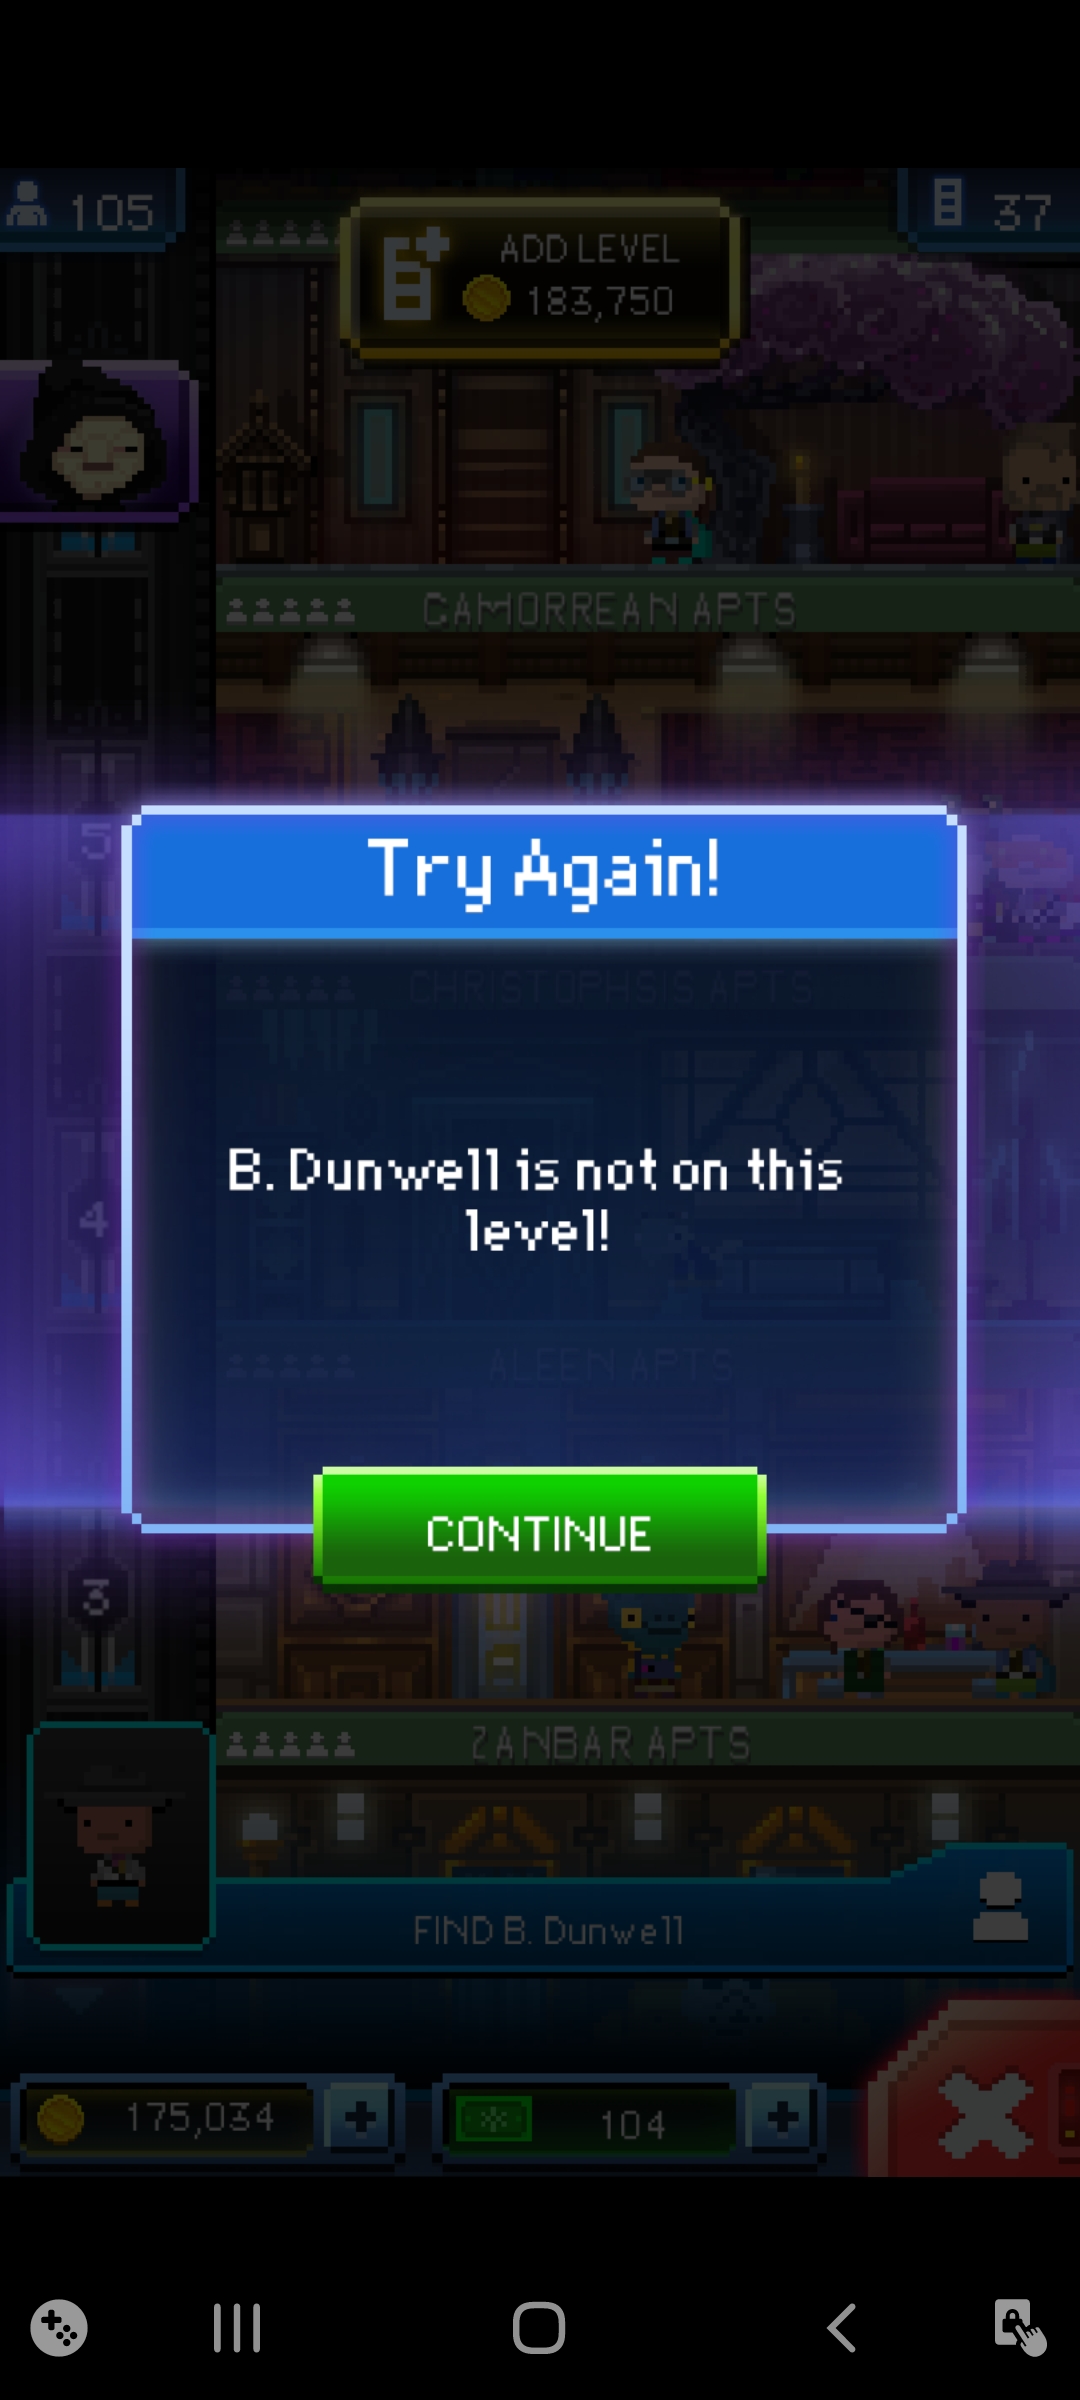 105
37
ADD LEVEL
183,750
CAMORREAN APTS
5
Try Again!
CHRISTOPHSIS APTS
B. Dunwell is not on this
level!
4
ALEEN APTS
CONTINUE
3
ZANBAR APTS
FIND B. Dunwell
175,034
104